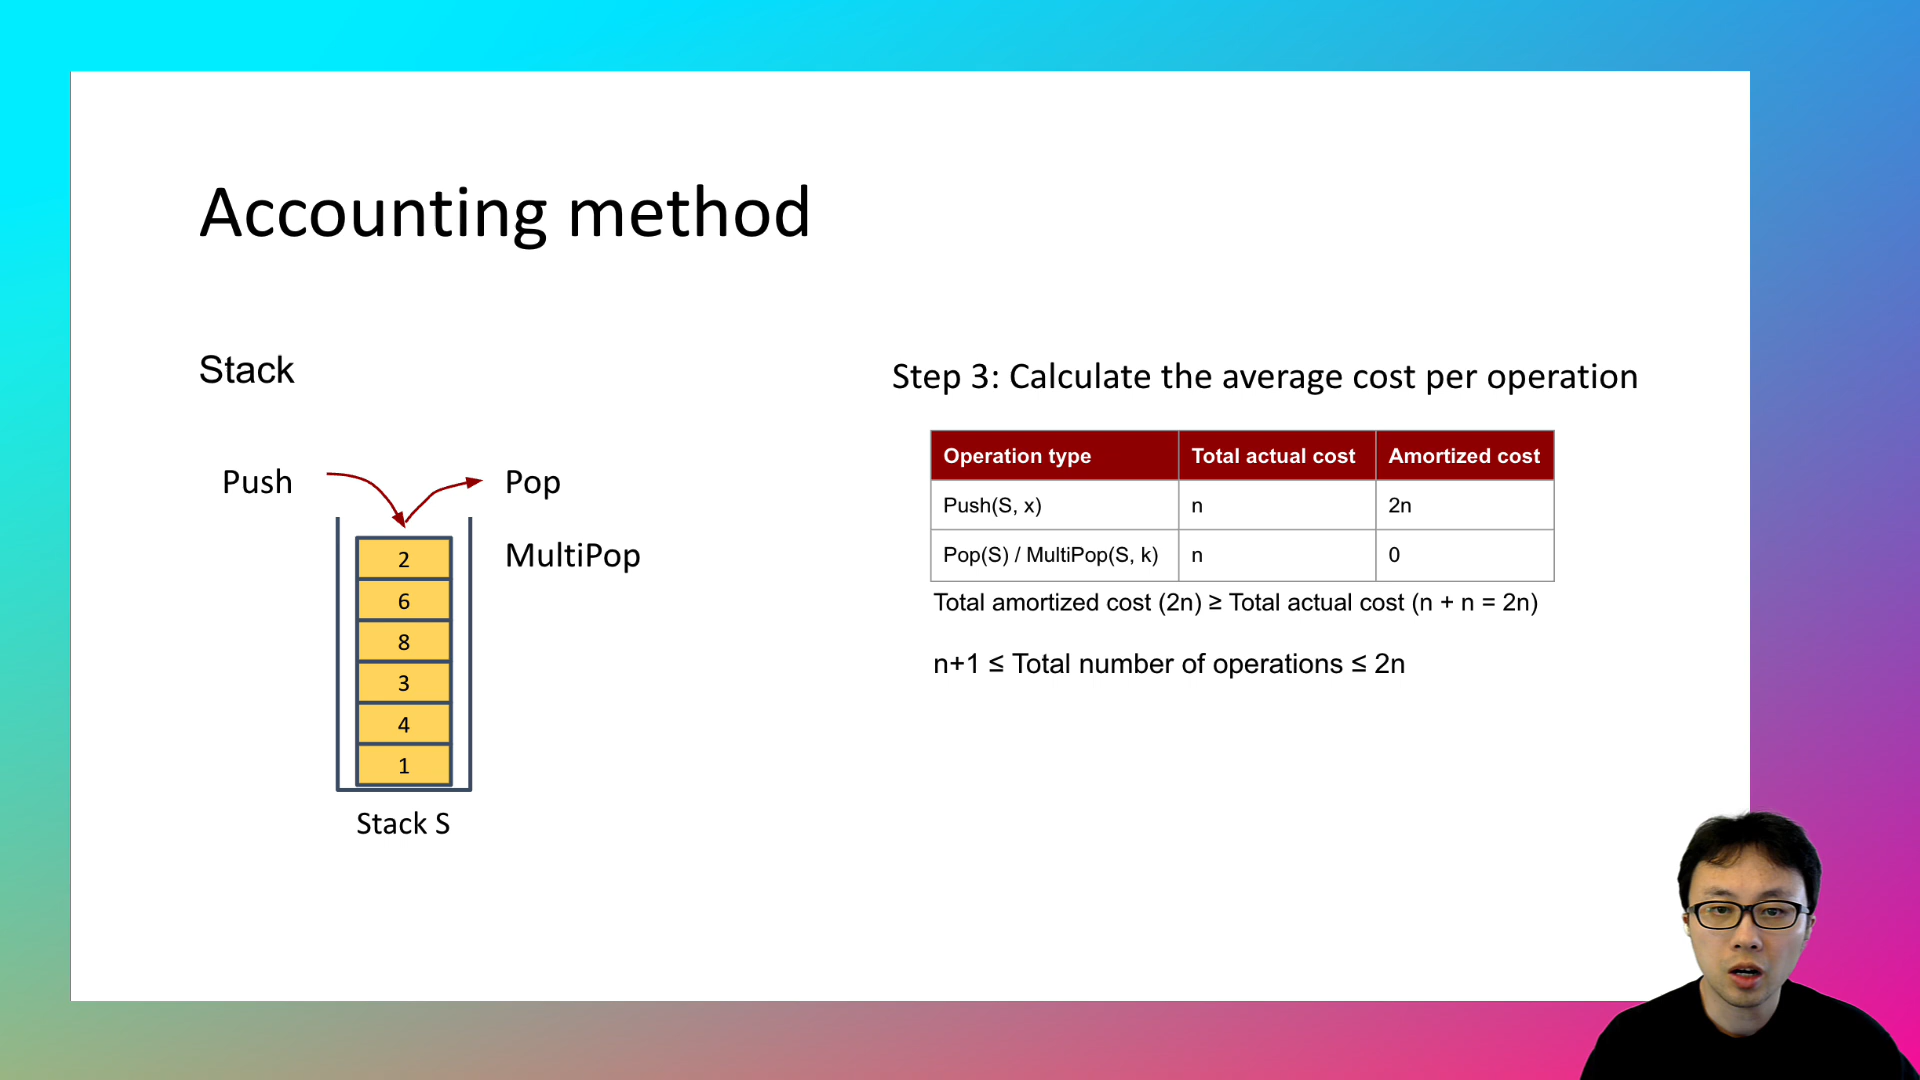 Accounting method
Stack
Push
Pop
MultiPop
2
6
8
3
4
1
Stack S
Step 3: Calculate the average cost per operation
Operation type Total actual cost Amortized cost
Push(S, x) n 2n
Pop(S) / MultiPop(S, k) n 0
Total amortized cost (2n) ≥ Total actual cost (n + n = 2n)
n+1 ≤ Total number of operations ≤ 2n